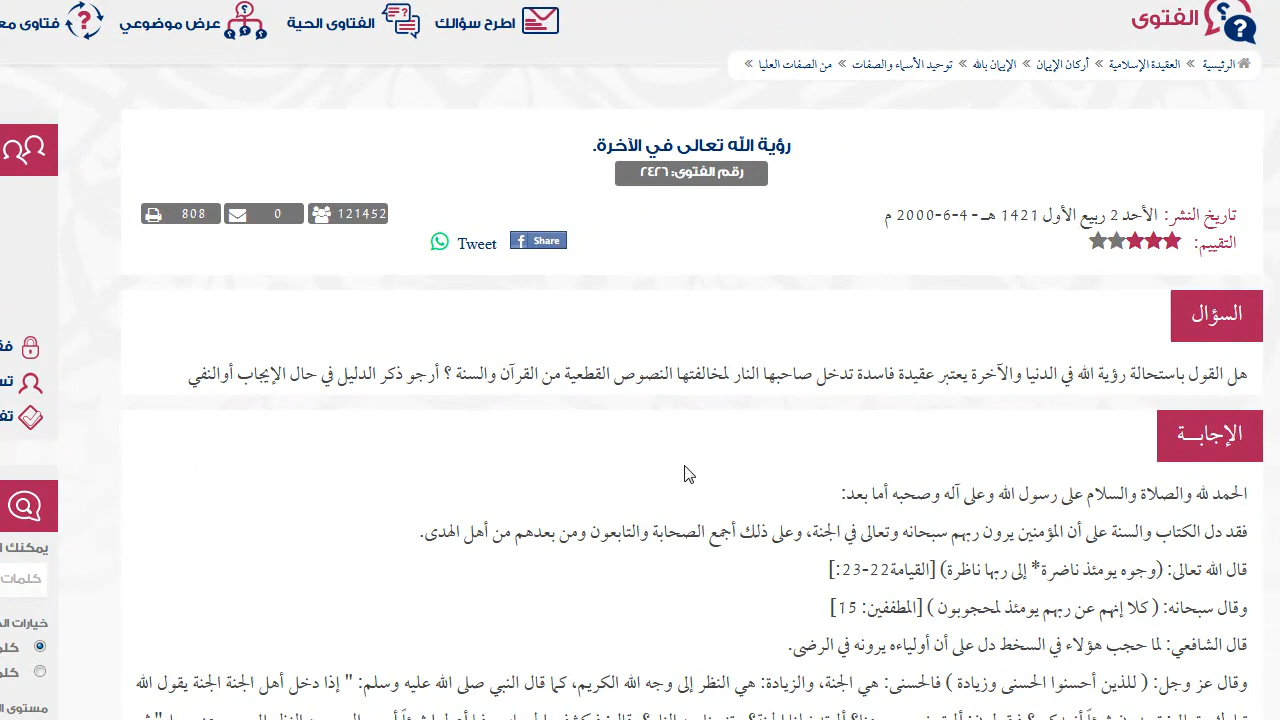 الفتوى
اطرح سؤالك
الفتاوى الحية
عرض موضوعي
الرئيسية » العقيدة الإسلامية » أركان الإيمان » الإيمان بالله » توحيد الأسماء والصفات » من الصفات العليا »
رؤية الله تعالى في الآخرة.
رقم الفتوى: ٢٤٢٦
تاريخ النشر: الأحد 2 ربيع الأول 1421 هـ - 4-6-2000 م
121452 0 808
التقييم:
Share Tweet
السؤال
هل القول باستحالة رؤية الله في الدنيا والآخرة يعتبر عقيدة فاسدة تدخل صاحبها النار لمخالفتها النصوص القطعية من القرآن والسنة ؟ أرجو ذكر الدليل في حال الإيجاب أوالنفي
الإجابــة
الحمد لله والصلاة والسلام على رسول الله وعلى آله وصحبه أما بعد:
فقد دل الكتاب والسنة على أن المؤمنين يرون ربهم سبحانه وتعالى في الجنة، وعلى ذلك أجمع الصحابة والتابعون ومن بعدهم من أهل الهدى.
قال الله تعالى: (وجوه يومئذ ناضرة* إلى ربها ناظرة) [القيامة22-23:]
وقال سبحانه: ( كلا إنهم عن ربهم يومئذ لمحجوبون ) [المطففين: 15]
قال الشافعي: لما حجب هؤلاء في السخط دل على أن أولياءه يرونه في الرضى.
وقال عز وجل: ( للذين أحسنوا الحسنى وزيادة ) فالحسنى: هي الجنة، والزيادة: هي النظر إلى وجه الله الكريم، كما قال النبي صلى الله عليه وسلم: " إذا دخل أهل الجنة الجنة يقول الله
يمكنك
كلمات
خيارات
مستوى